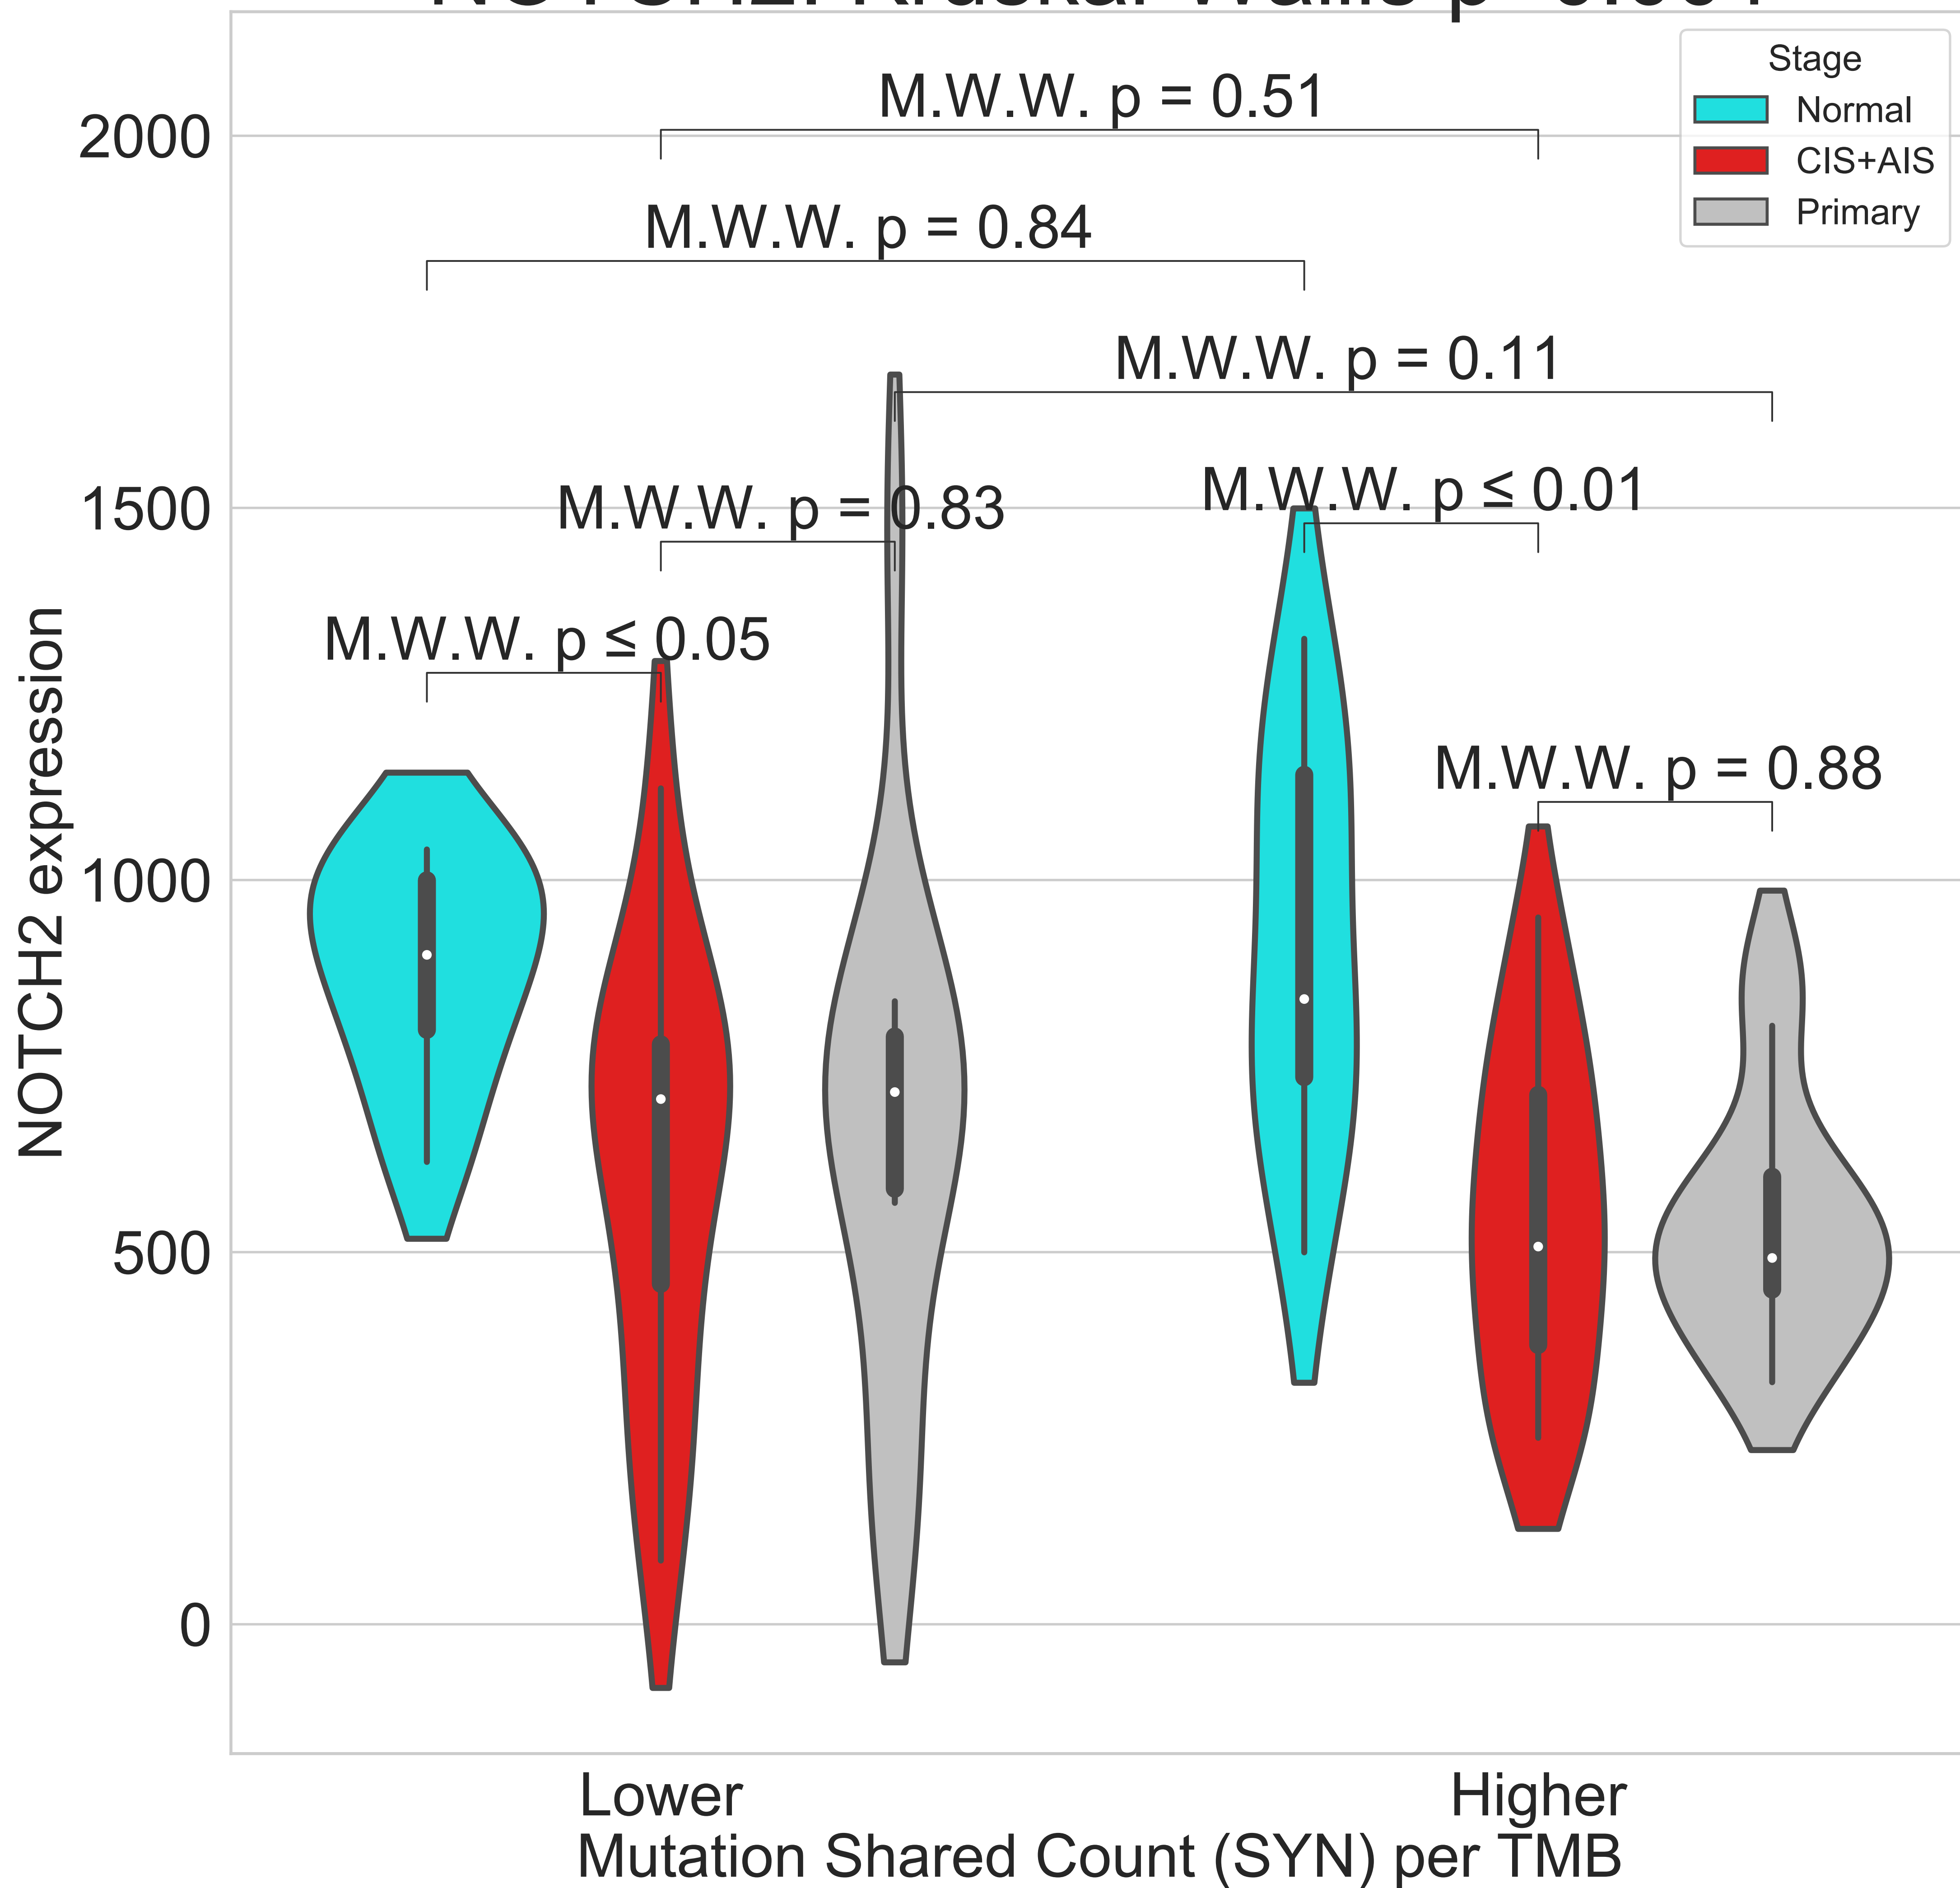 Stage
Normal
CIS+AIS
Primary
M.W.W. p = 0.51
M.W.W. p = 0.84
M.W.W. p = 0.11
M.W.W. p = 0.83
M.W.W. p ≤ 0.01
M.W.W. p ≤ 0.05
M.W.W. p = 0.88
2000
1500
1000
500
0
NOTCH2 expression
Lower
Higher
Mutation Shared Count (SYN) per TMB